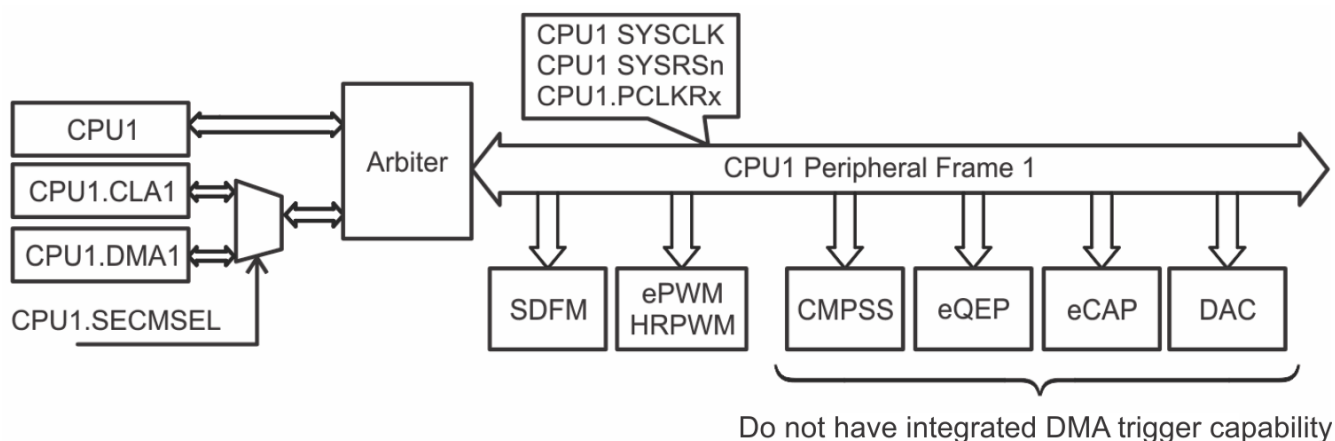 CPU1 SYSCLK
CPU1 SYSRSn
CPU1.PCLKRx
CPU1
CPU1.CLA1
CPU1.DMA1
CPU1.SECMSEL
Arbiter
CPU1 Peripheral Frame 1
SDFM
ePWM
HRPWM
CMPSS
eQEP
eCAP
DAC
Do not have integrated DMA trigger capability